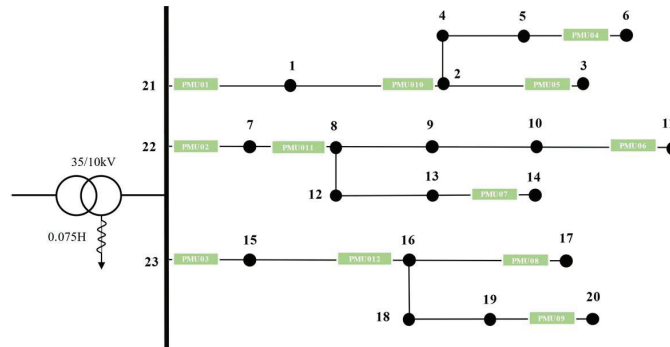 4 5 6
PMU04
1 2 3
21 PMU01 PMU010 PMU05
7 8 9 10 11
22 PMU02 PMU011 PMU06
35/10kV
12 13 14
PMU07
0.075H
15 16 17
23 PMU03 PMU012 PMU08
18 19 20
PMU09